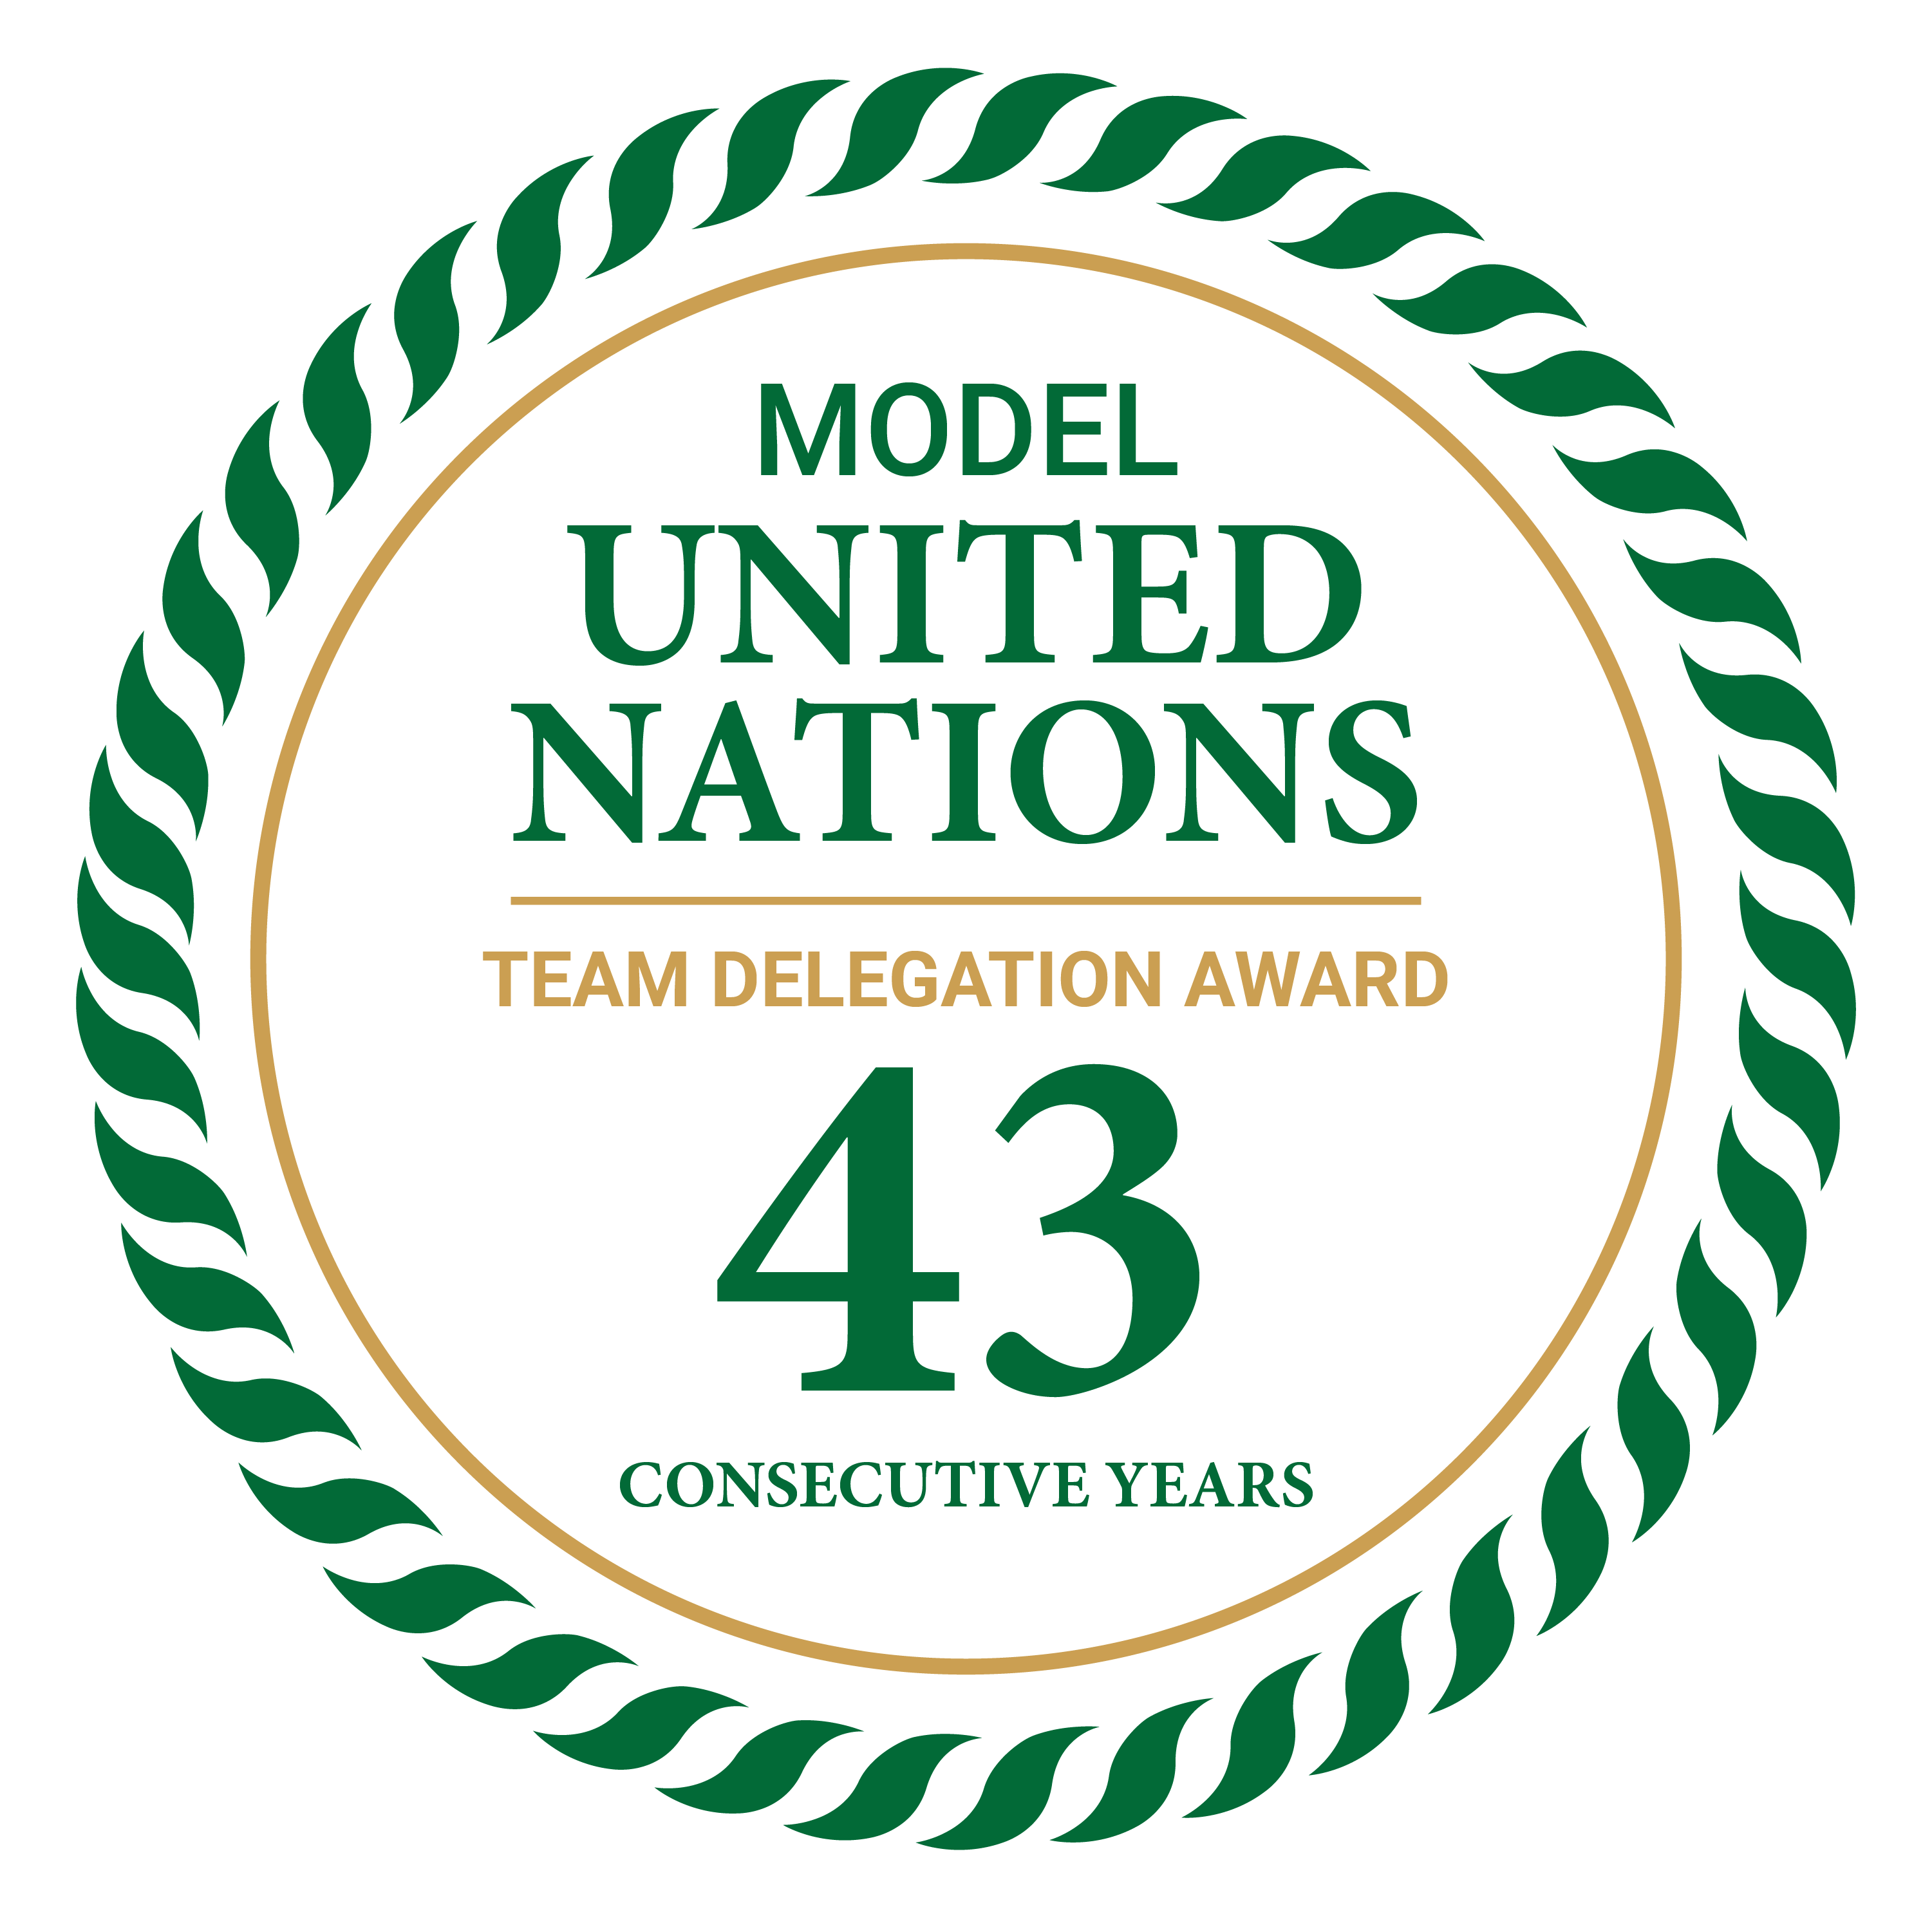 MODEL
UNITED
NATIONS
TEAM DELEGATION AWARD
43
CONSECUTIVE YEARS